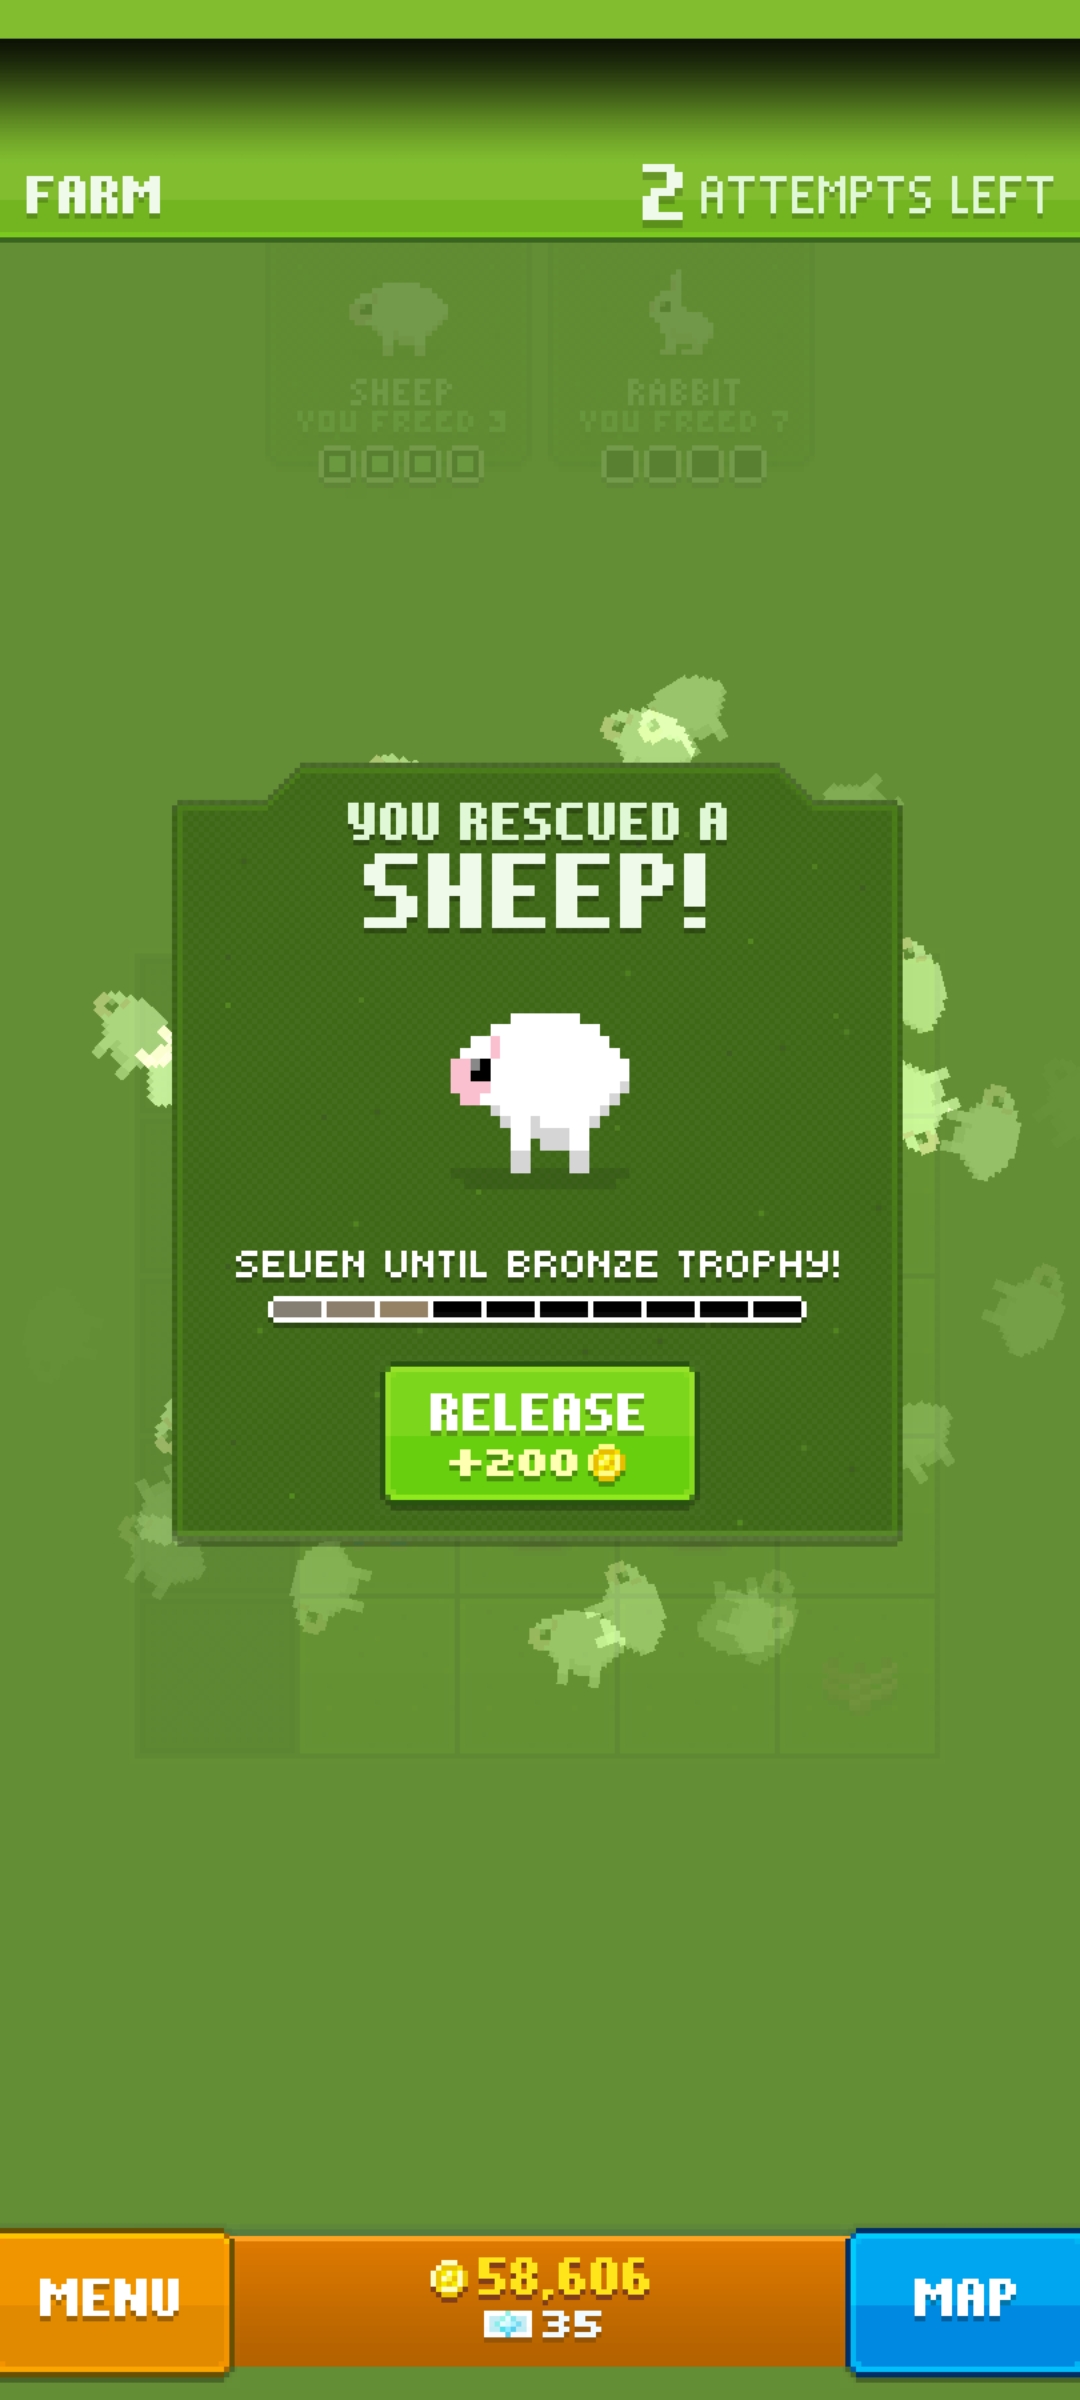 FARM
2 ATTEMPTS LEFT
SHEEP
YOU FREED 3
RABBIT
YOU FREED 7
YOU RESCUED A
SHEEP!
SEVEN UNTIL BRONZE TROPHY!
RELEASE
+200
MENU
58,606
35
MAP